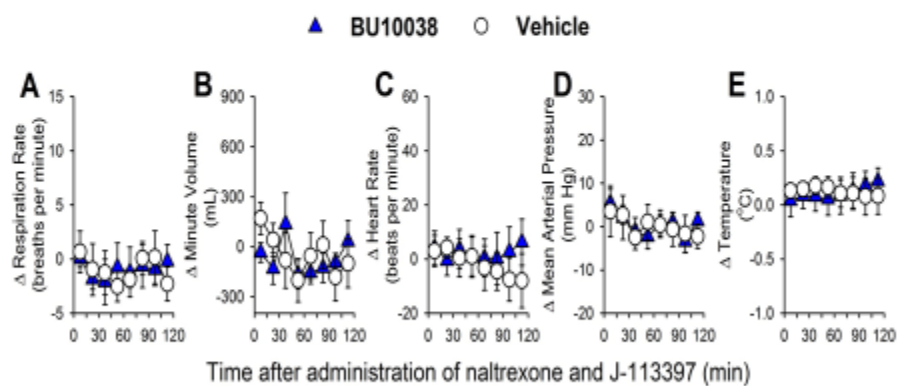 BU10038 Vehicle
A
Δ Respiration Rate
(breaths per minute)
15
10
5
0
-5
0 30 60 90 120
B
Δ Minute Volume
(mL)
900
600
300
0
-300
0 30 60 90 120
C
Δ Heart Rate
(beats per minute)
60
40
20
0
-20
0 30 60 90 120
D
Δ Mean Arterial Pressure
(mm Hg)
30
20
10
0
-10
0 30 60 90 120
E
Δ Temperature
(°C)
1.0
0.5
0.0
-0.5
-1.0
0 30 60 90 120
Time after administration of naltrexone and J-113397 (min)